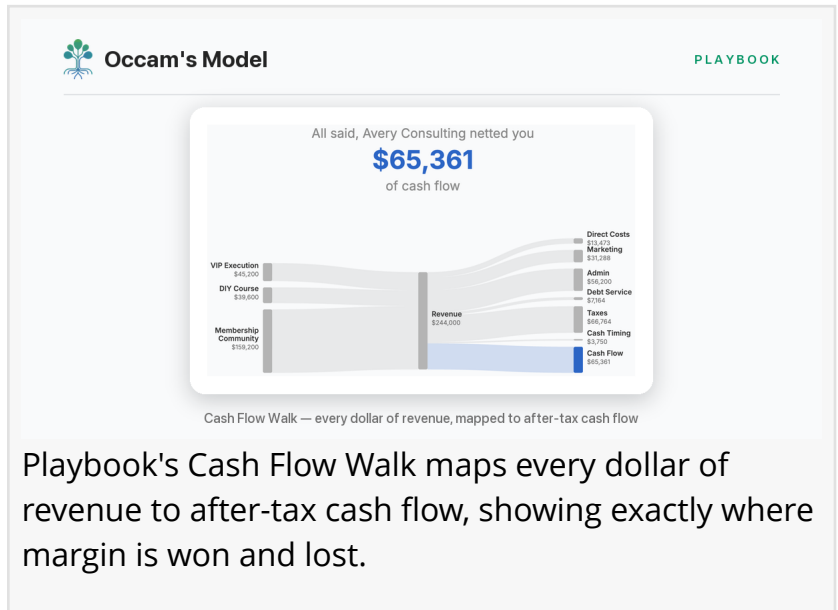 Occam's Model
PLAYBOOK
All said, Avery Consulting netted you
$65,361
of cash flow
VIP Execution
$45,200
DIY Course
$39,600
Membership
Community
$159,200
Revenue
$244,000
Direct Costs
$13,473
Marketing
$31,288
Admin
$56,200
Debt Service
$7,164
Taxes
$66,764
Cash Timing
$3,750
Cash Flow
$65,361
Cash Flow Walk — every dollar of revenue, mapped to after-tax cash flow
Playbook's Cash Flow Walk maps every dollar of
revenue to after-tax cash flow, showing exactly where
margin is won and lost.